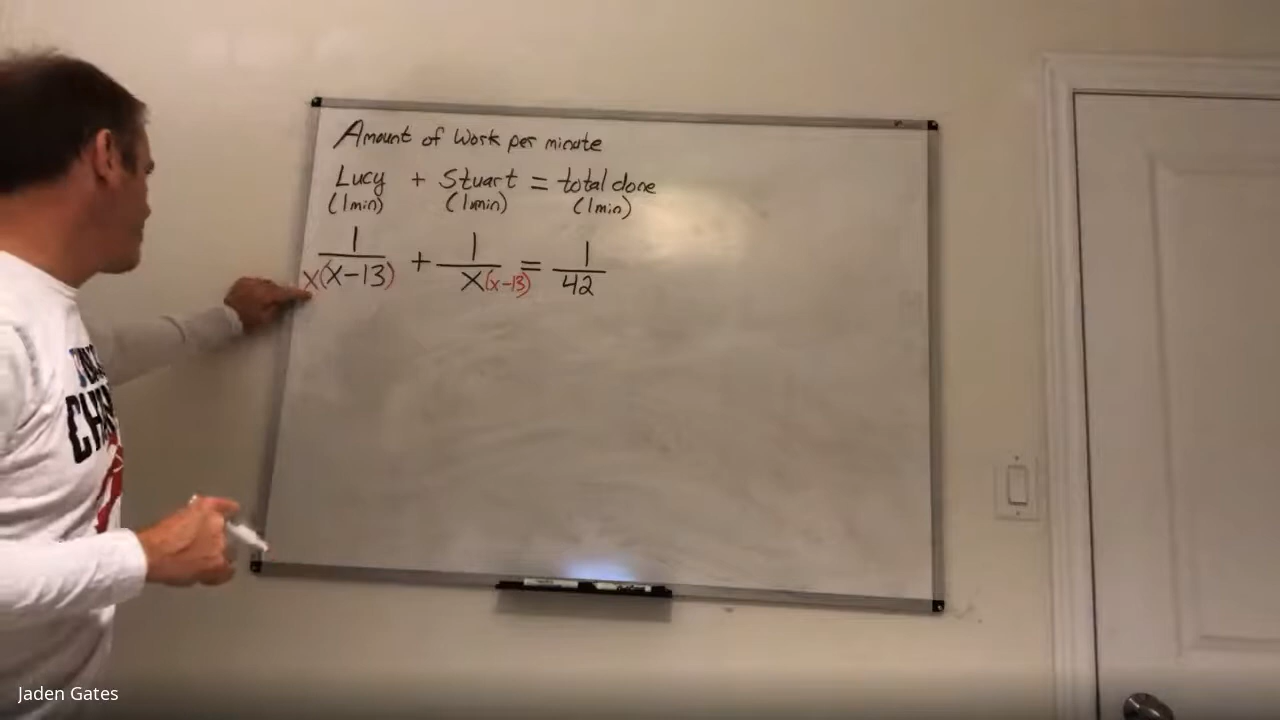 Amount of Work per minute
Lucy + Stuart = total done
(1min) (1min) (1min)
1 1 1
x(x-13) + x(x-13) = 42
Jaden Gates